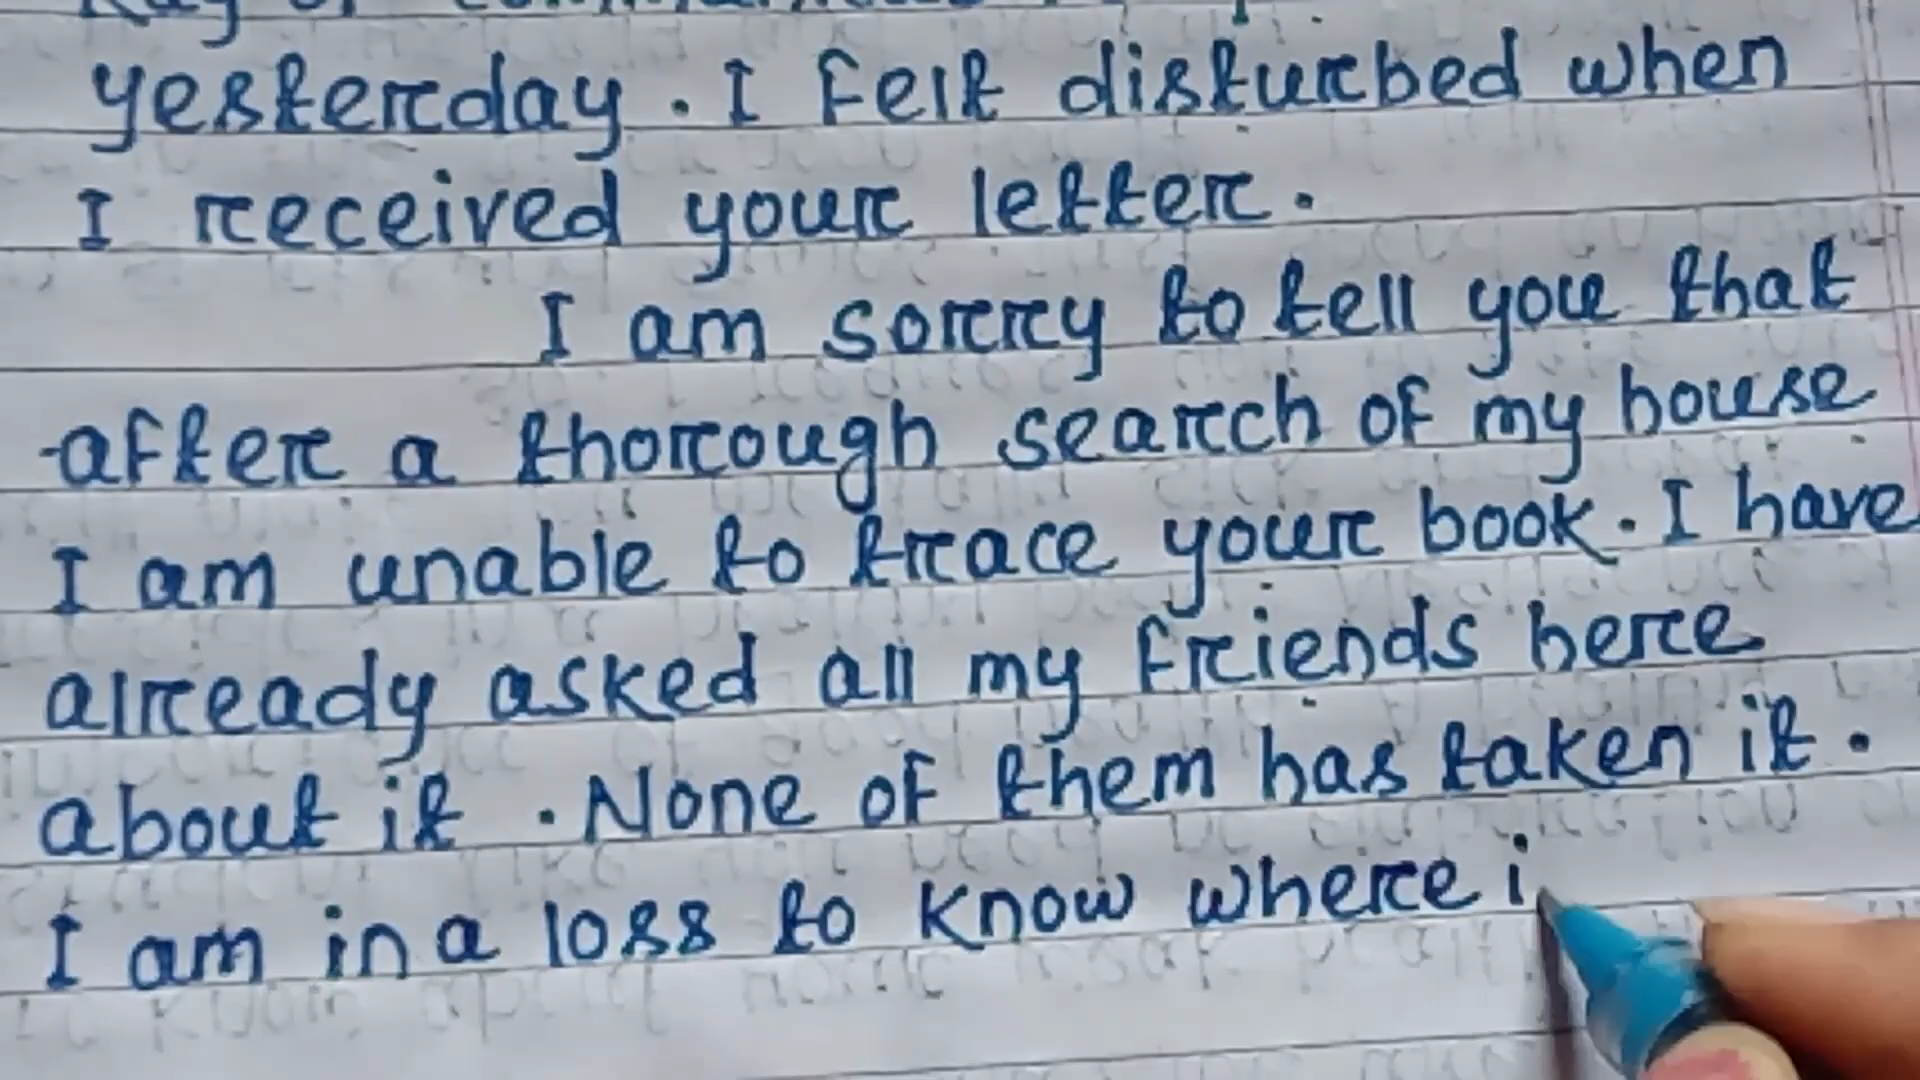 yesterday. I felt disturbed when
I received your letter.
I am sorry to tell you that
after a thorough search of my house
I am unable to trace your book. I have
already asked all my friends here
about it. None of them has taken it.
I am in a loss to know where i